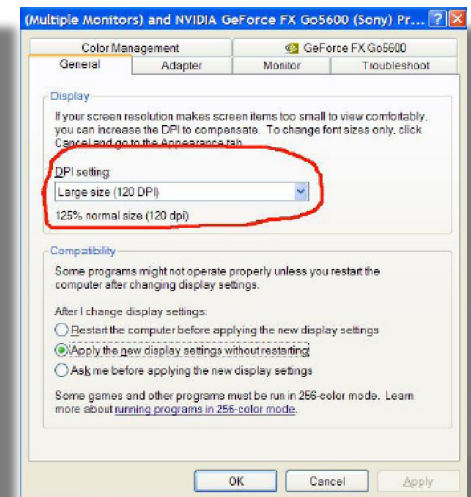 (Multiple Monitors) and NVIDIA GeForce FX Go5600 (Sony) Pr...
Color Management
GeForce FX Go5600
General
Adapter
Monitor
Troubleshoot
Display
If your screen resolution makes screen items too small to view comfortably,
you can increase the DPI to compensate. To change font sizes only, click
Cancel and go to the Appearance tab.
DPI setting:
Large size (120 DPI)
125% normal size (120 dpi)
Compatibility
Some programs might not operate properly unless you restart the
computer after changing display settings.
After I change display settings:
Restart the computer before applying the new display settings
Apply the new display settings without restarting
Ask me before applying the new display settings
Some games and other programs must be run in 256-color mode. Learn
more about running programs in 256-color mode.
OK
Cancel
Apply